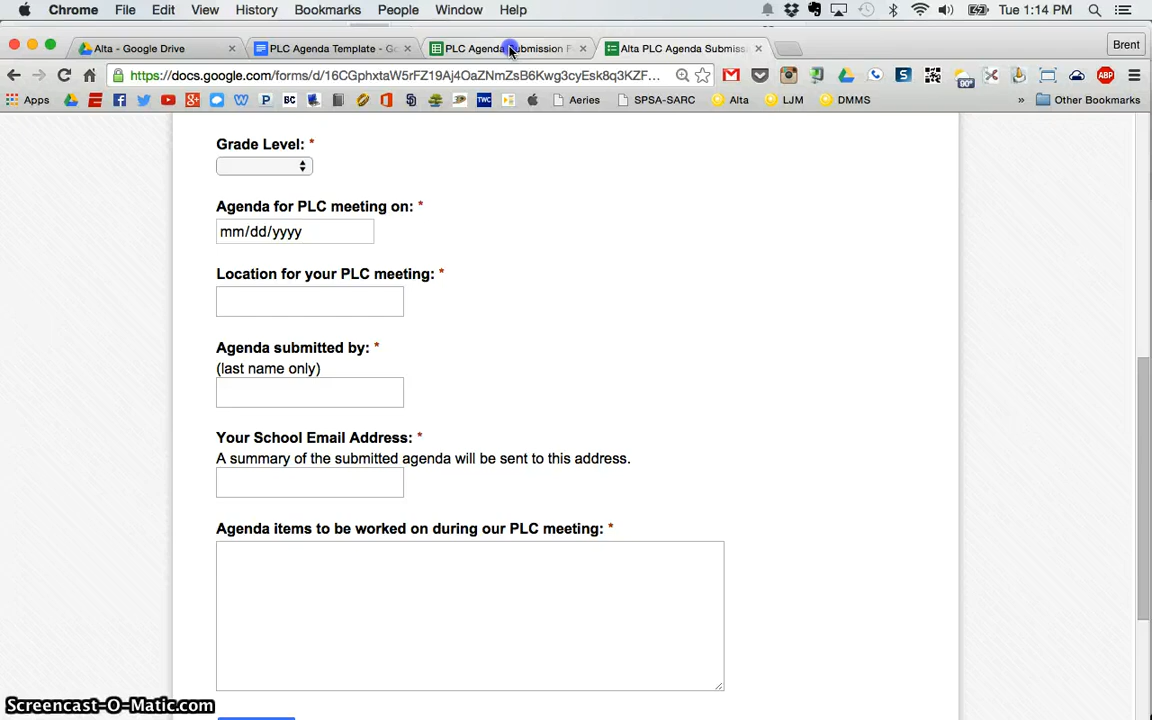 Chrome File Edit View History Bookmarks People Window Help Tue 1:14 PM
Alta - Google Drive PLC Agenda Template - Go PLC Agenda Submission F Alta PLC Agenda Submiss Brent
https://docs.google.com/forms/d/16CGphxtaW5rFZ19Aj4OaZNmZsB6Kwg3cyEsk8q3KZF...
Apps BC TWC Aeries SPSA-SARC Alta LJM DMMS » Other Bookmarks
Grade Level: *
Agenda for PLC meeting on: *
mm/dd/yyyy
Location for your PLC meeting: *
Agenda submitted by: *
(last name only)
Your School Email Address: *
A summary of the submitted agenda will be sent to this address.
Agenda items to be worked on during our PLC meeting: *
Screencast-O-Matic.com